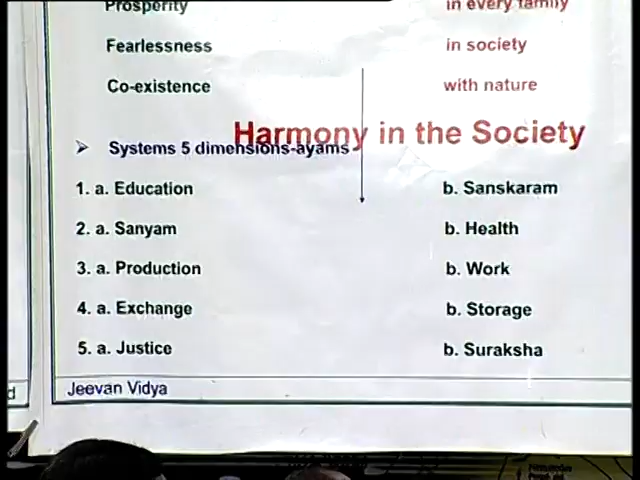 Prosperity in every family
Fearlessness in society
Co-existence with nature
Harmony in the Society
➢ Systems 5 dimensions-ayams
1. a. Education b. Sanskaram
2. a. Sanyam b. Health
3. a. Production b. Work
4. a. Exchange b. Storage
5. a. Justice b. Suraksha
Jeevan Vidya
d